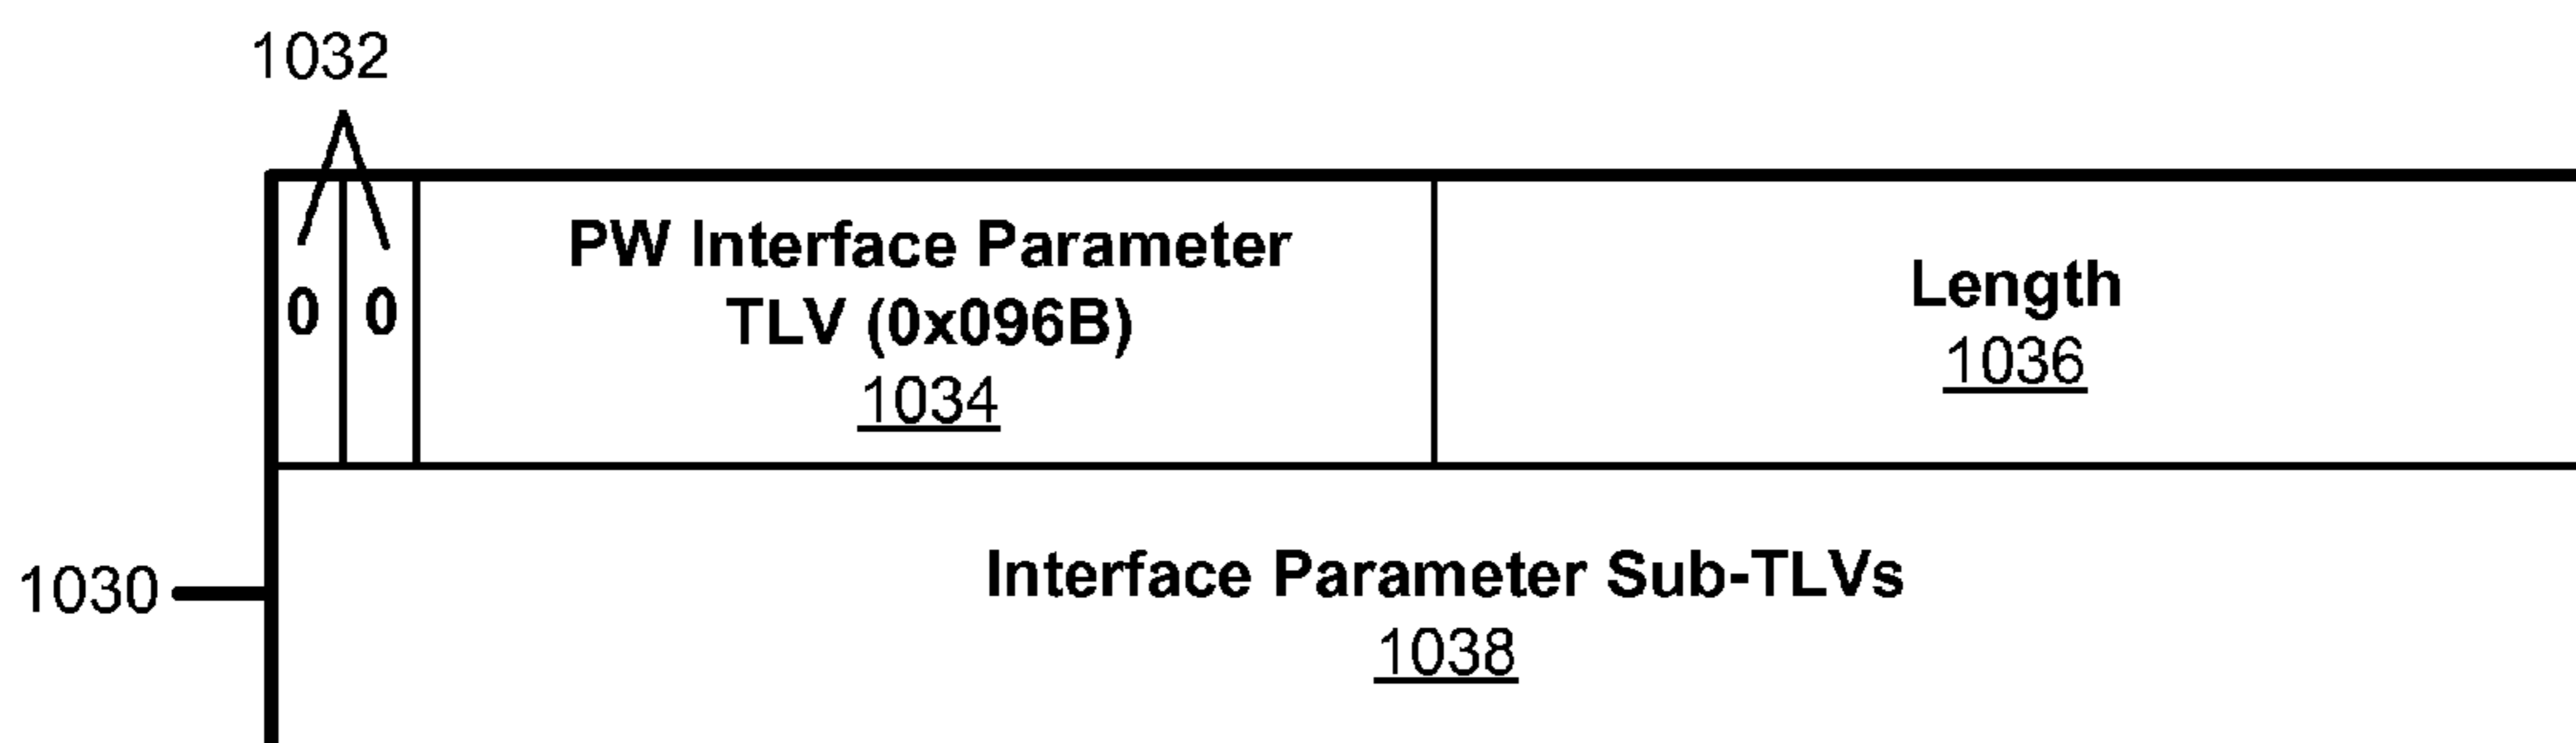 1032
0 0
PW Interface Parameter
TLV (0x096B)
1034
Length
1036
1030
Interface Parameter Sub-TLVs
1038